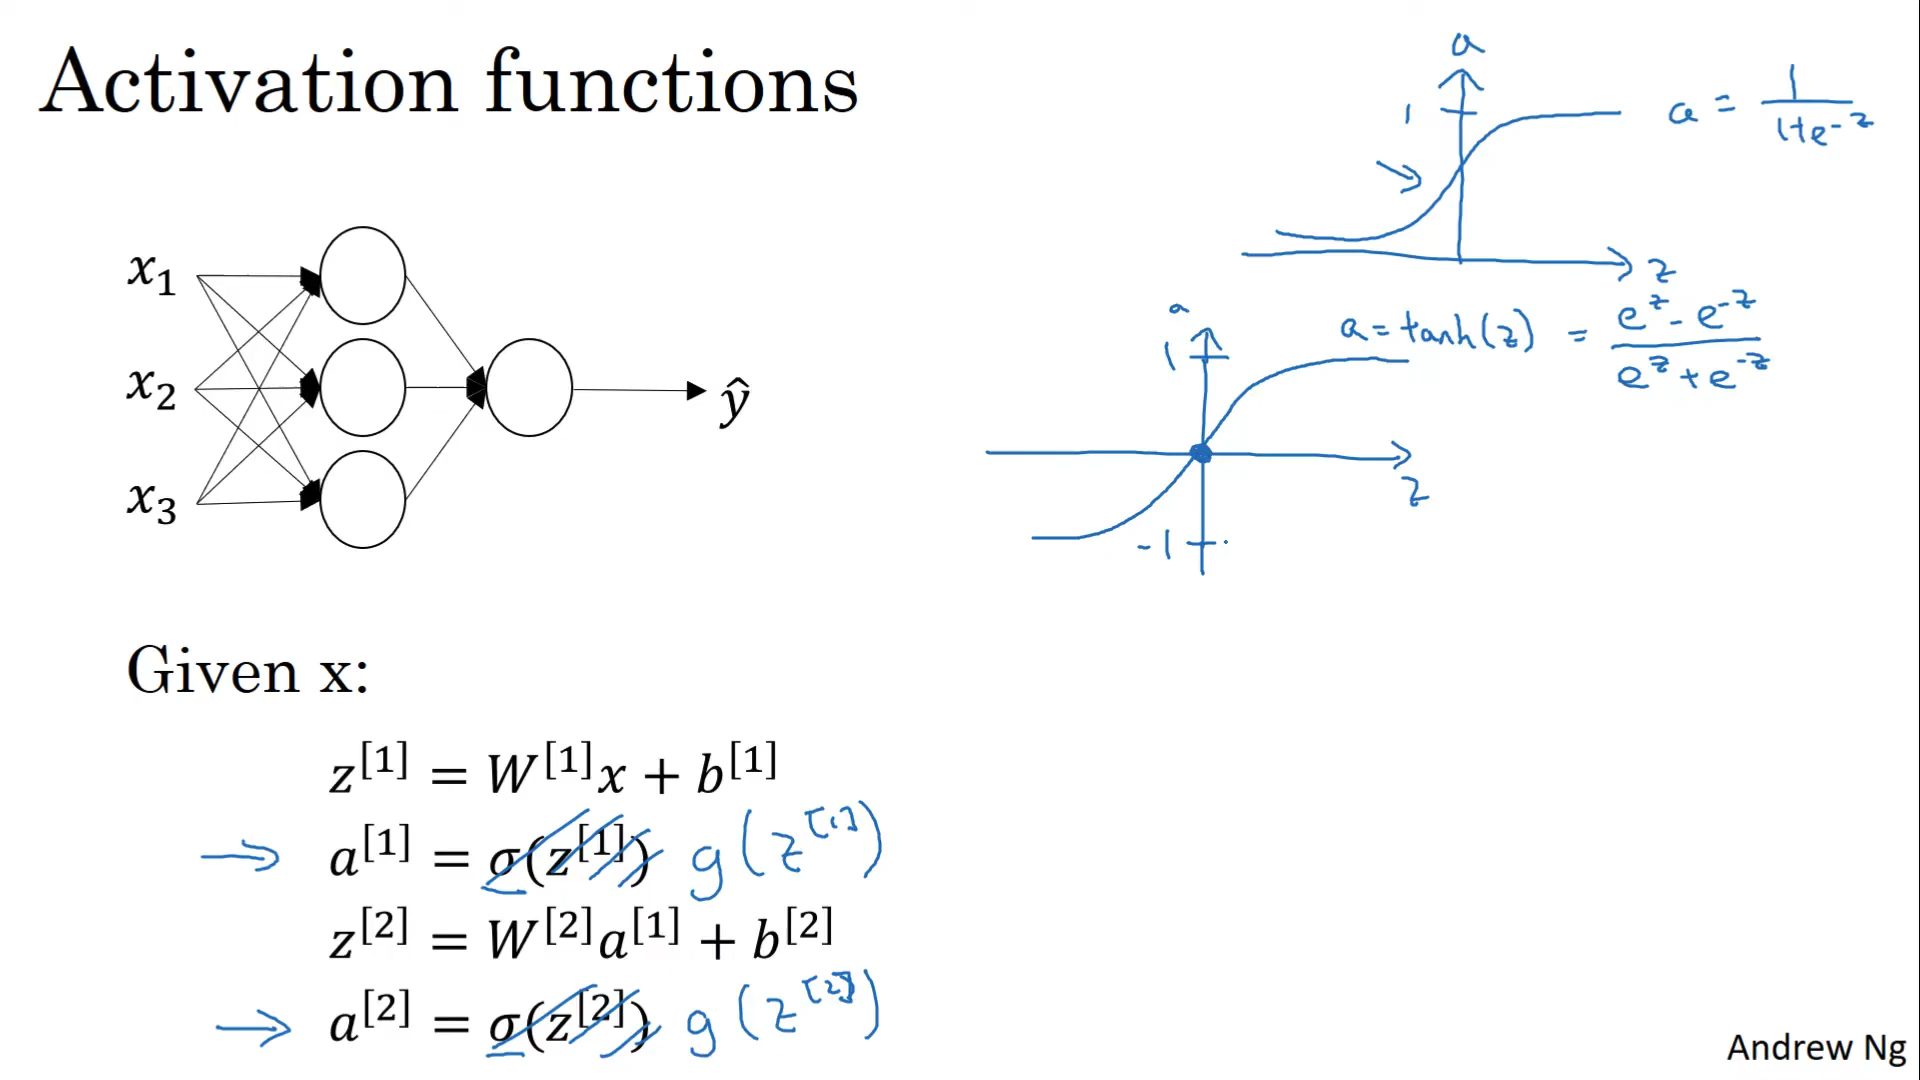 Activation functions
a
1
a = 1/(1+e^-z)
z
x₁
x₂
x₃
ŷ
a
1
a = tanh(z) = (e^z - e^-z)/(e^z + e^-z)
z
-1
Given x:
z^[1] = W^[1]x + b^[1]
a^[1] = σ(z^[1]) g(z^[1])
z^[2] = W^[2]a^[1] + b^[2]
a^[2] = σ(z^[2]) g(z^[2])
Andrew Ng